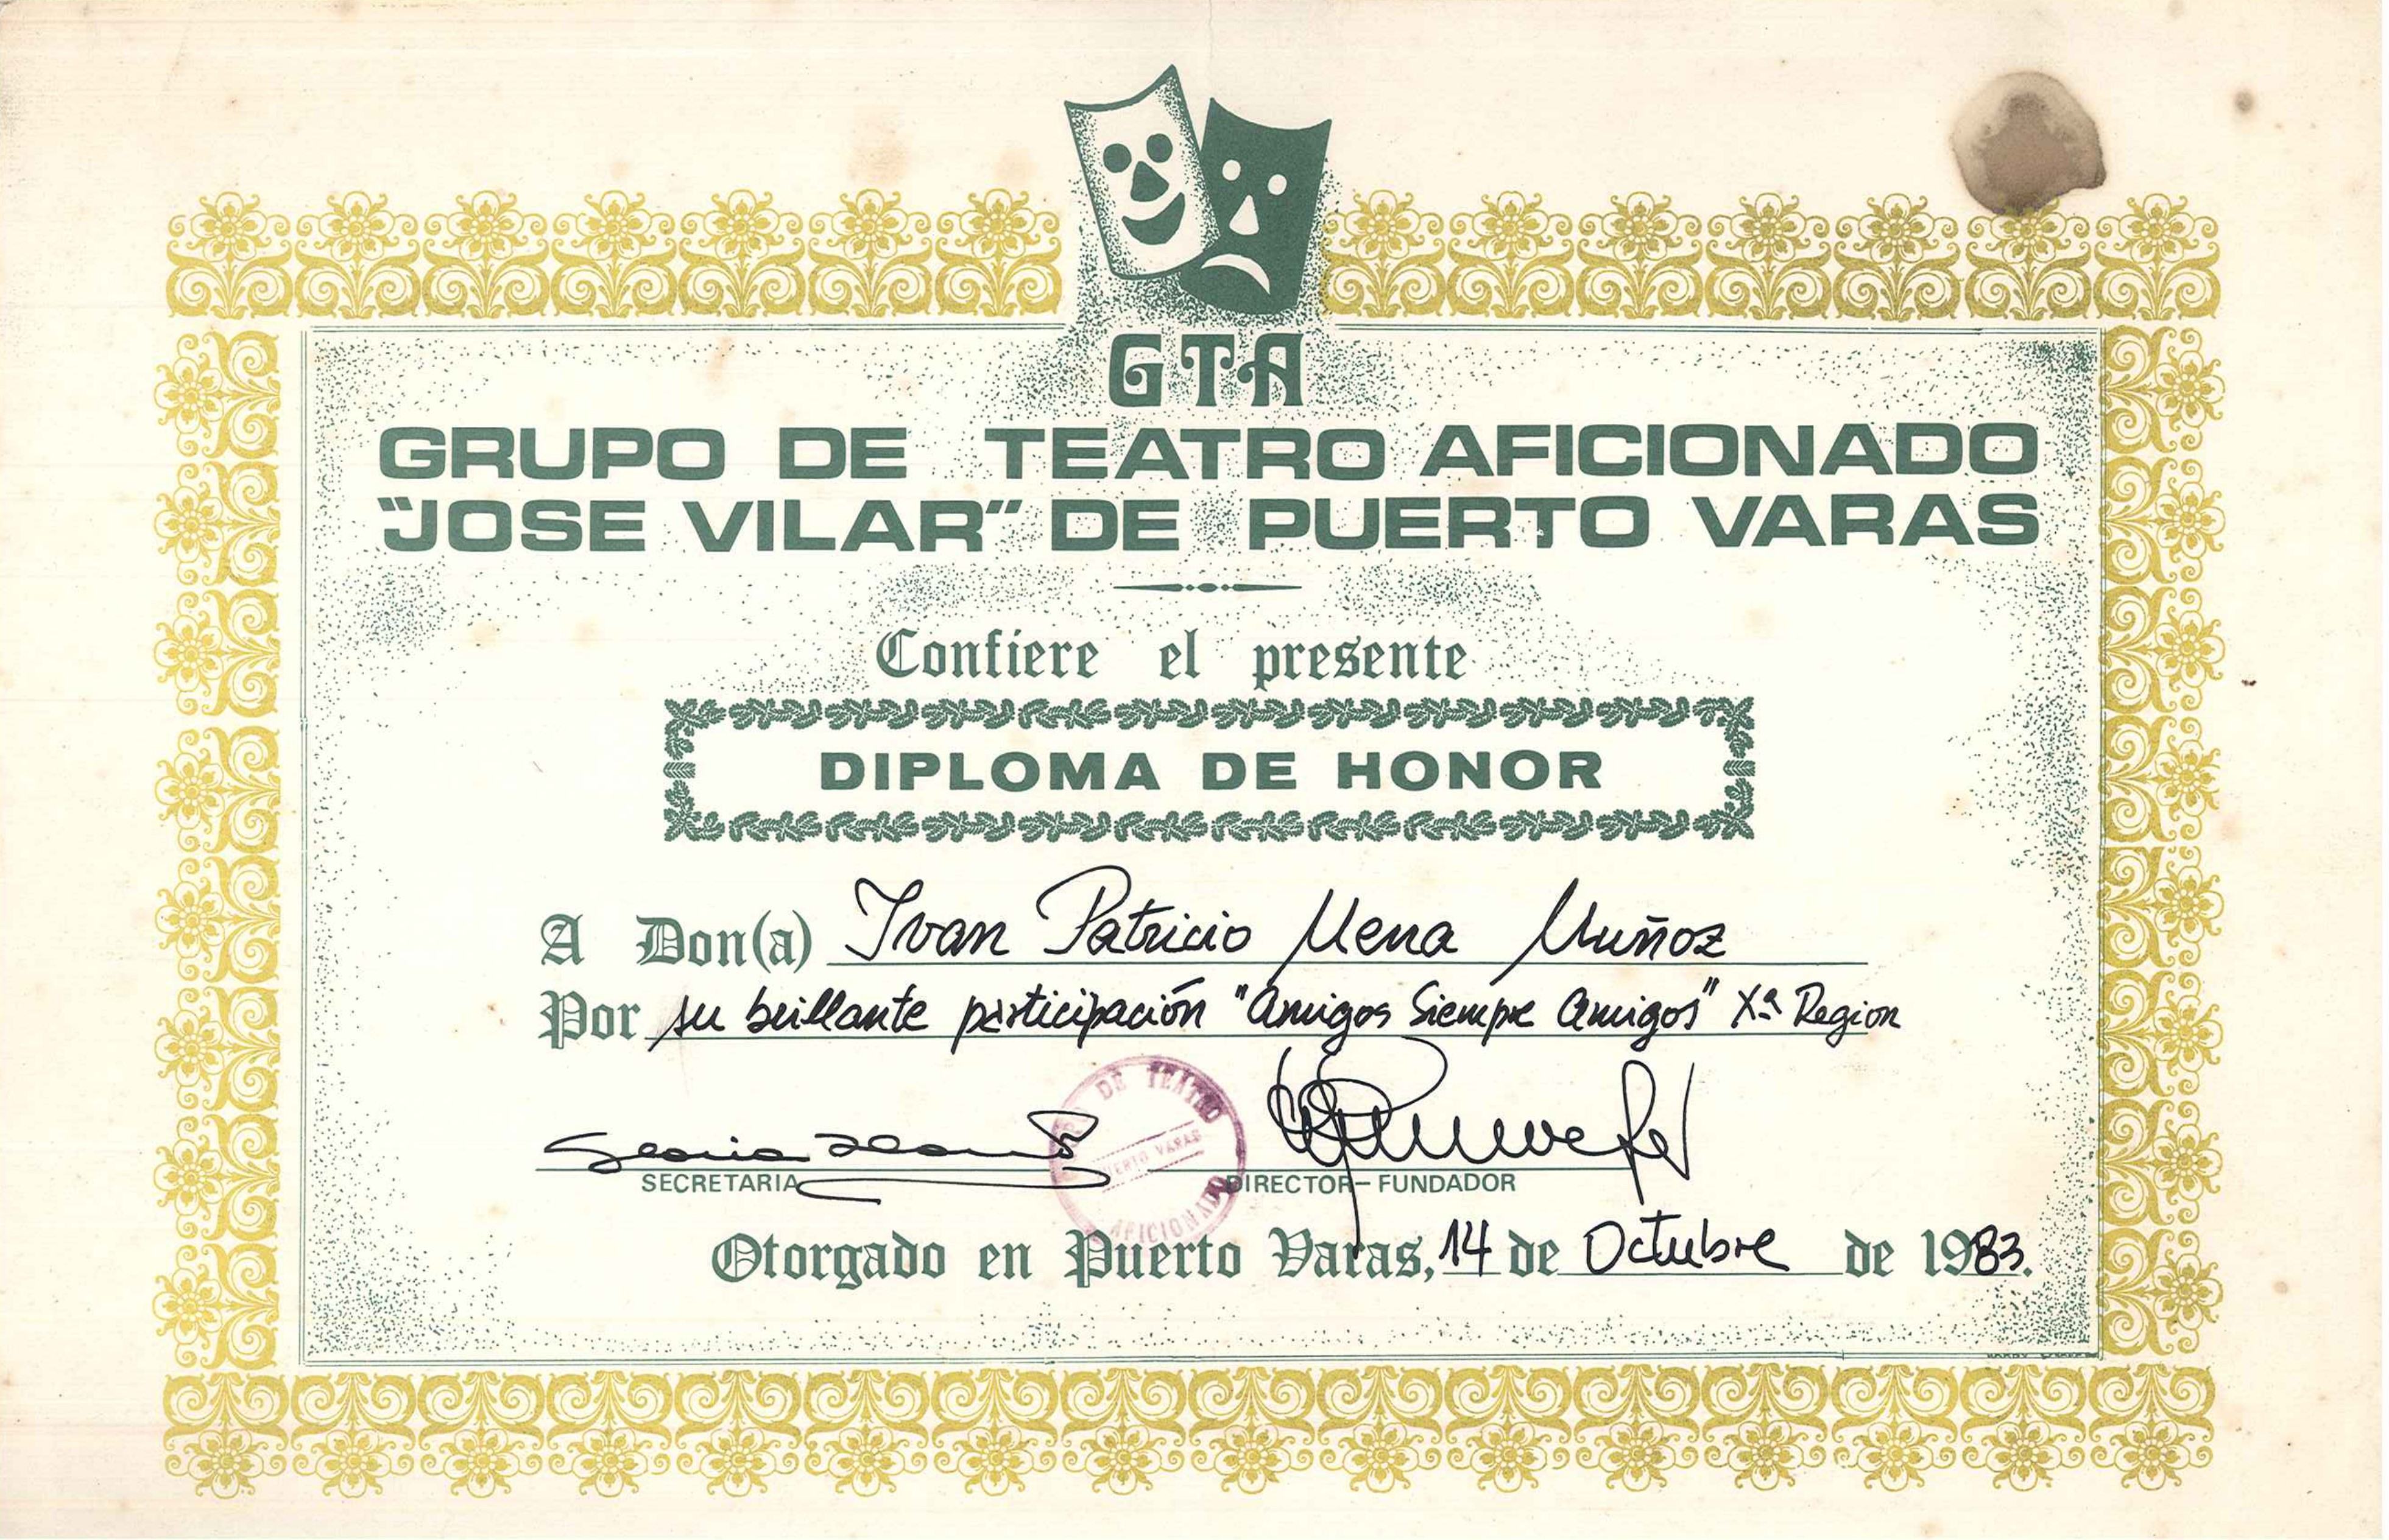 GTA
GRUPO DE TEATRO AFICIONADO
"JOSE VILAR" DE PUERTO VARAS
Confiere el presente
DIPLOMA DE HONOR
A Don(a) Ivan Patricio Mena Muñoz
Por su brillante participación "Amigos Siempre Amigos" Xª Region
DE TEATRO
PUERTO VARAS
AFICIONADO
SECRETARIA
DIRECTOR-FUNDADOR
Otorgado en Puerto Varas, 14 de Octubre de 1983.